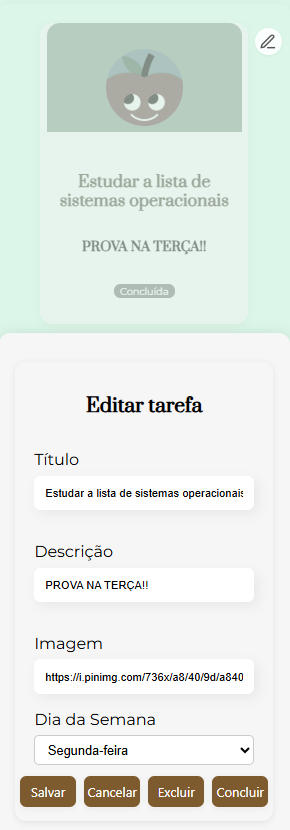 Estudar a lista de
sistemas operacionais
PROVA NA TERÇA!!
Concluída
Editar tarefa
Título
Estudar a lista de sistemas operacionais
Descrição
PROVA NA TERÇA!!
Imagem
https://i.pinimg.com/736x/a8/40/9d/a840
Dia da Semana
Segunda-feira
Salvar Cancelar Excluir Concluir